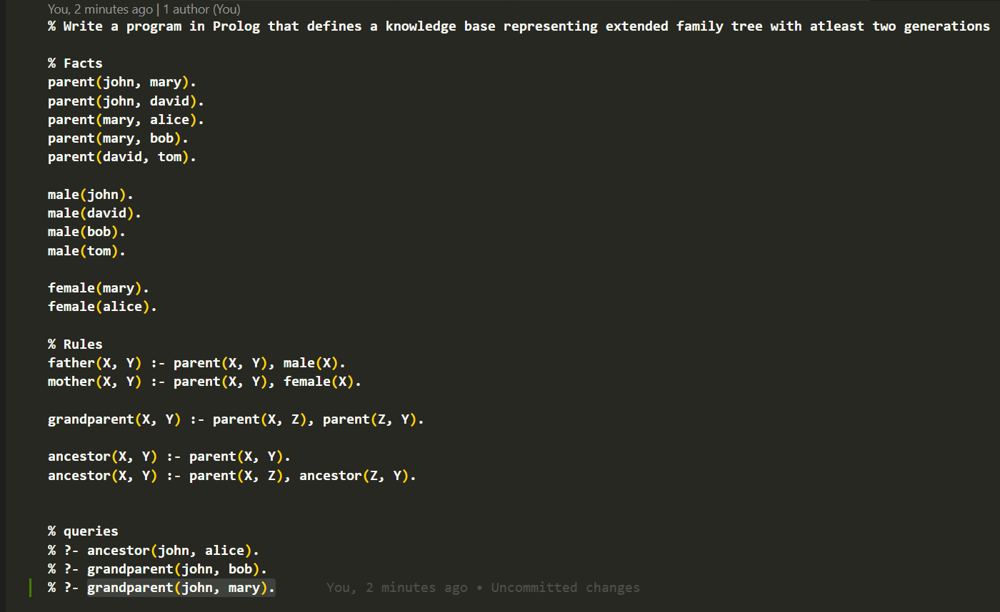 You, 2 minutes ago | 1 author (You)
% Write a program in Prolog that defines a knowledge base representing extended family tree with atleast two generations
% Facts
parent(john, mary).
parent(john, david).
parent(mary, alice).
parent(mary, bob).
parent(david, tom).
male(john).
male(david).
male(bob).
male(tom).
female(mary).
female(alice).
% Rules
father(X, Y) :- parent(X, Y), male(X).
mother(X, Y) :- parent(X, Y), female(X).
grandparent(X, Y) :- parent(X, Z), parent(Z, Y).
ancestor(X, Y) :- parent(X, Y).
ancestor(X, Y) :- parent(X, Z), ancestor(Z, Y).
% queries
% ?- ancestor(john, alice).
% ?- grandparent(john, bob).
% ?- grandparent(john, mary). You, 2 minutes ago • Uncommitted changes